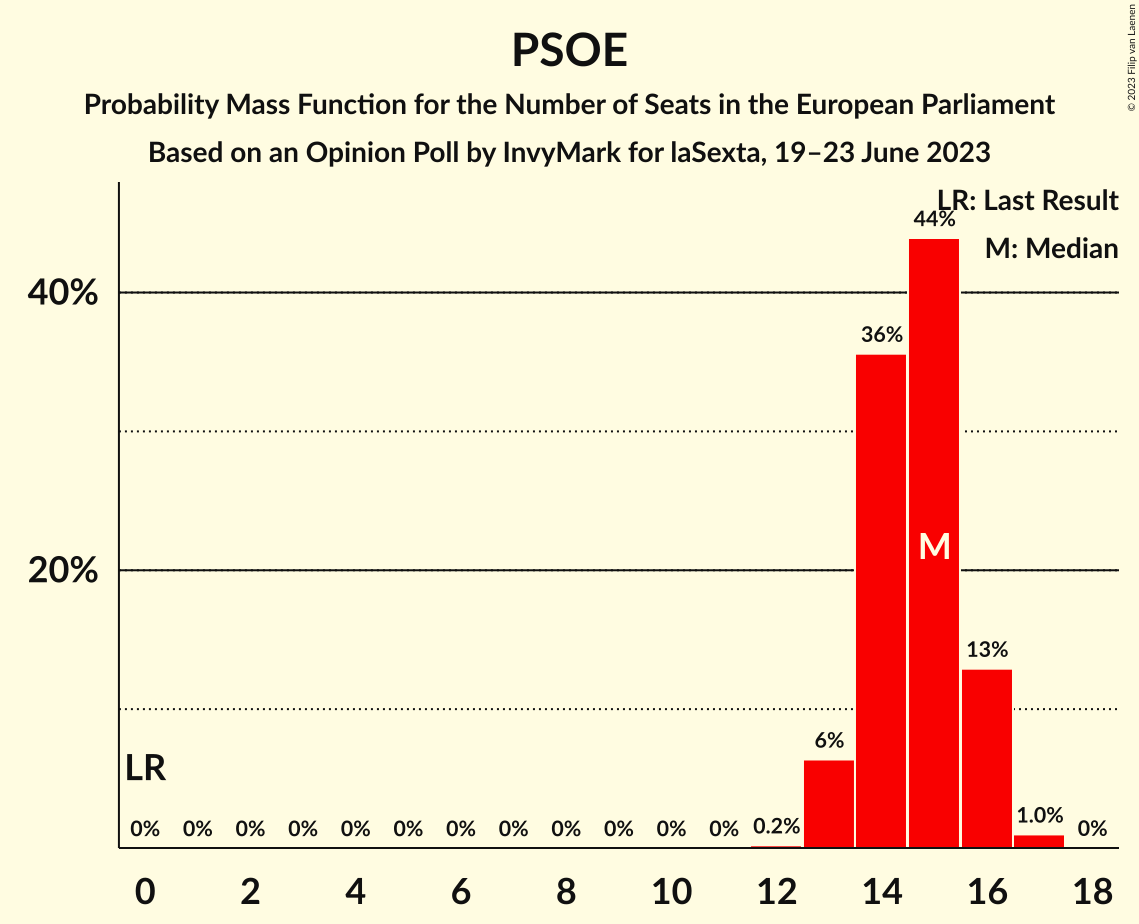 PSOE
Probability Mass Function for the Number of Seats in the European Parliament
Based on an Opinion Poll by InvyMark for laSexta, 19–23 June 2023
© 2023 Filip van Laenen
LR: Last Result
M: Median
44%
40%
36%
M
20%
13%
6%
LR
0% 0% 0% 0% 0% 0% 0% 0% 0% 0% 0% 0% 0.2% 1.0% 0%
0 2 4 6 8 10 12 14 16 18